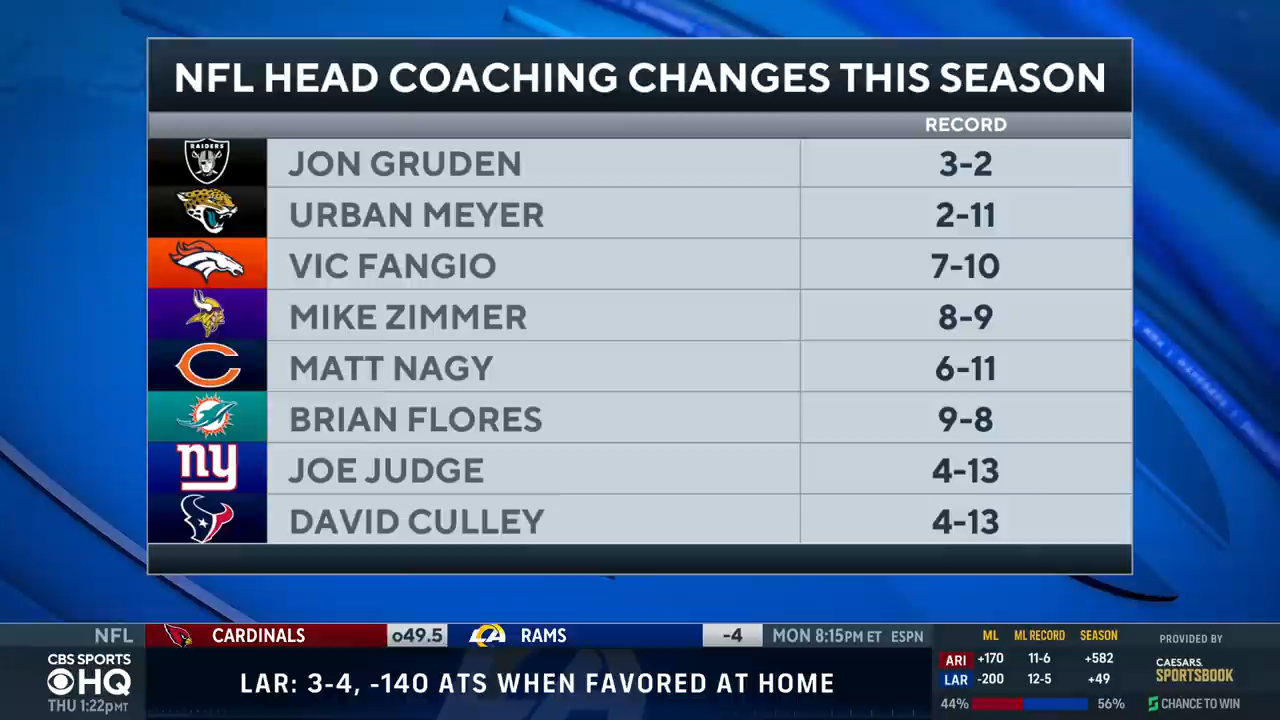 NFL HEAD COACHING CHANGES THIS SEASON
RECORD
RAIDERS JON GRUDEN 3-2
URBAN MEYER 2-11
VIC FANGIO 7-10
MIKE ZIMMER 8-9
MATT NAGY 6-11
BRIAN FLORES 9-8
ny JOE JUDGE 4-13
DAVID CULLEY 4-13
NFL CARDINALS o49.5 RAMS -4 MON 8:15PM ET ESPN
CBS SPORTS
HQ
THU 1:22PMT
LAR: 3-4, -140 ATS WHEN FAVORED AT HOME
ML ML RECORD SEASON
ARI +170 11-6 +582
LAR -200 12-5 +49
44% 56%
PROVIDED BY
CAESARS
SPORTSBOOK
CHANCE TO WIN